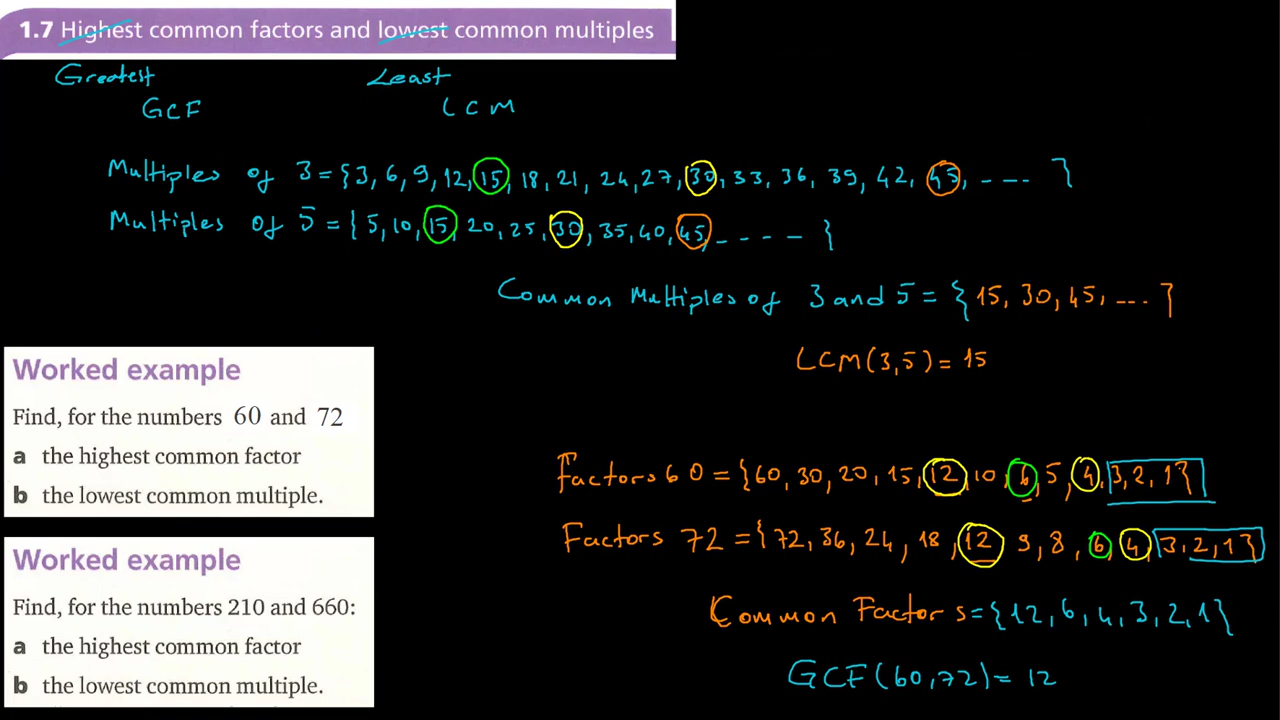 1.7 Highest common factors and lowest common multiples
Greatest Least
GCF LCM
Multiples of 3 = {3, 6, 9, 12, 15, 18, 21, 24, 27, 30, 33, 36, 39, 42, 45, - - ... }
Multiples of 5 = { 5, 10, 15, 20, 25, 30, 35, 40, 45, - - - - }
Common Multiples of 3 and 5 = {15, 30, 45, ... }
LCM(3,5) = 15
Worked example
Find, for the numbers 60 and 72
a the highest common factor
b the lowest common multiple.
Factors 60 = {60, 30, 20, 15, 12, 10, 6, 5, 4, 3, 2, 1}
Factors 72 = {72, 36, 24, 18, 12, 9, 8, 6, 4, 3, 2, 1}
Common Factors = {12, 6, 4, 3, 2, 1}
GCF(60,72) = 12
Worked example
Find, for the numbers 210 and 660:
a the highest common factor
b the lowest common multiple.